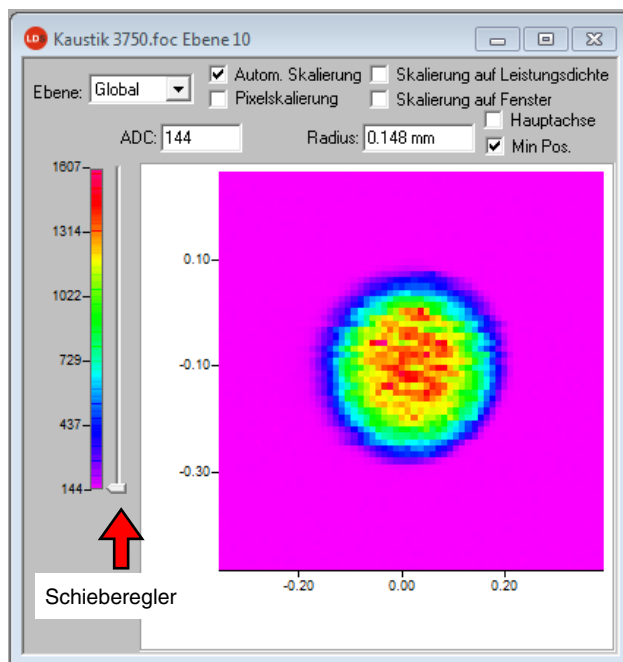 LD Kaustik 3750.foc Ebene 10
Ebene: Global
Autom. Skalierung
Skalierung auf Leistungsdichte
Pixelskalierung
Skalierung auf Fenster
Hauptachse
ADC: 144
Radius: 0.148 mm
Min Pos.
1607
1314
1022
729
437
144
0.10
-0.10
-0.30
-0.20 0.00 0.20
Schieberegler